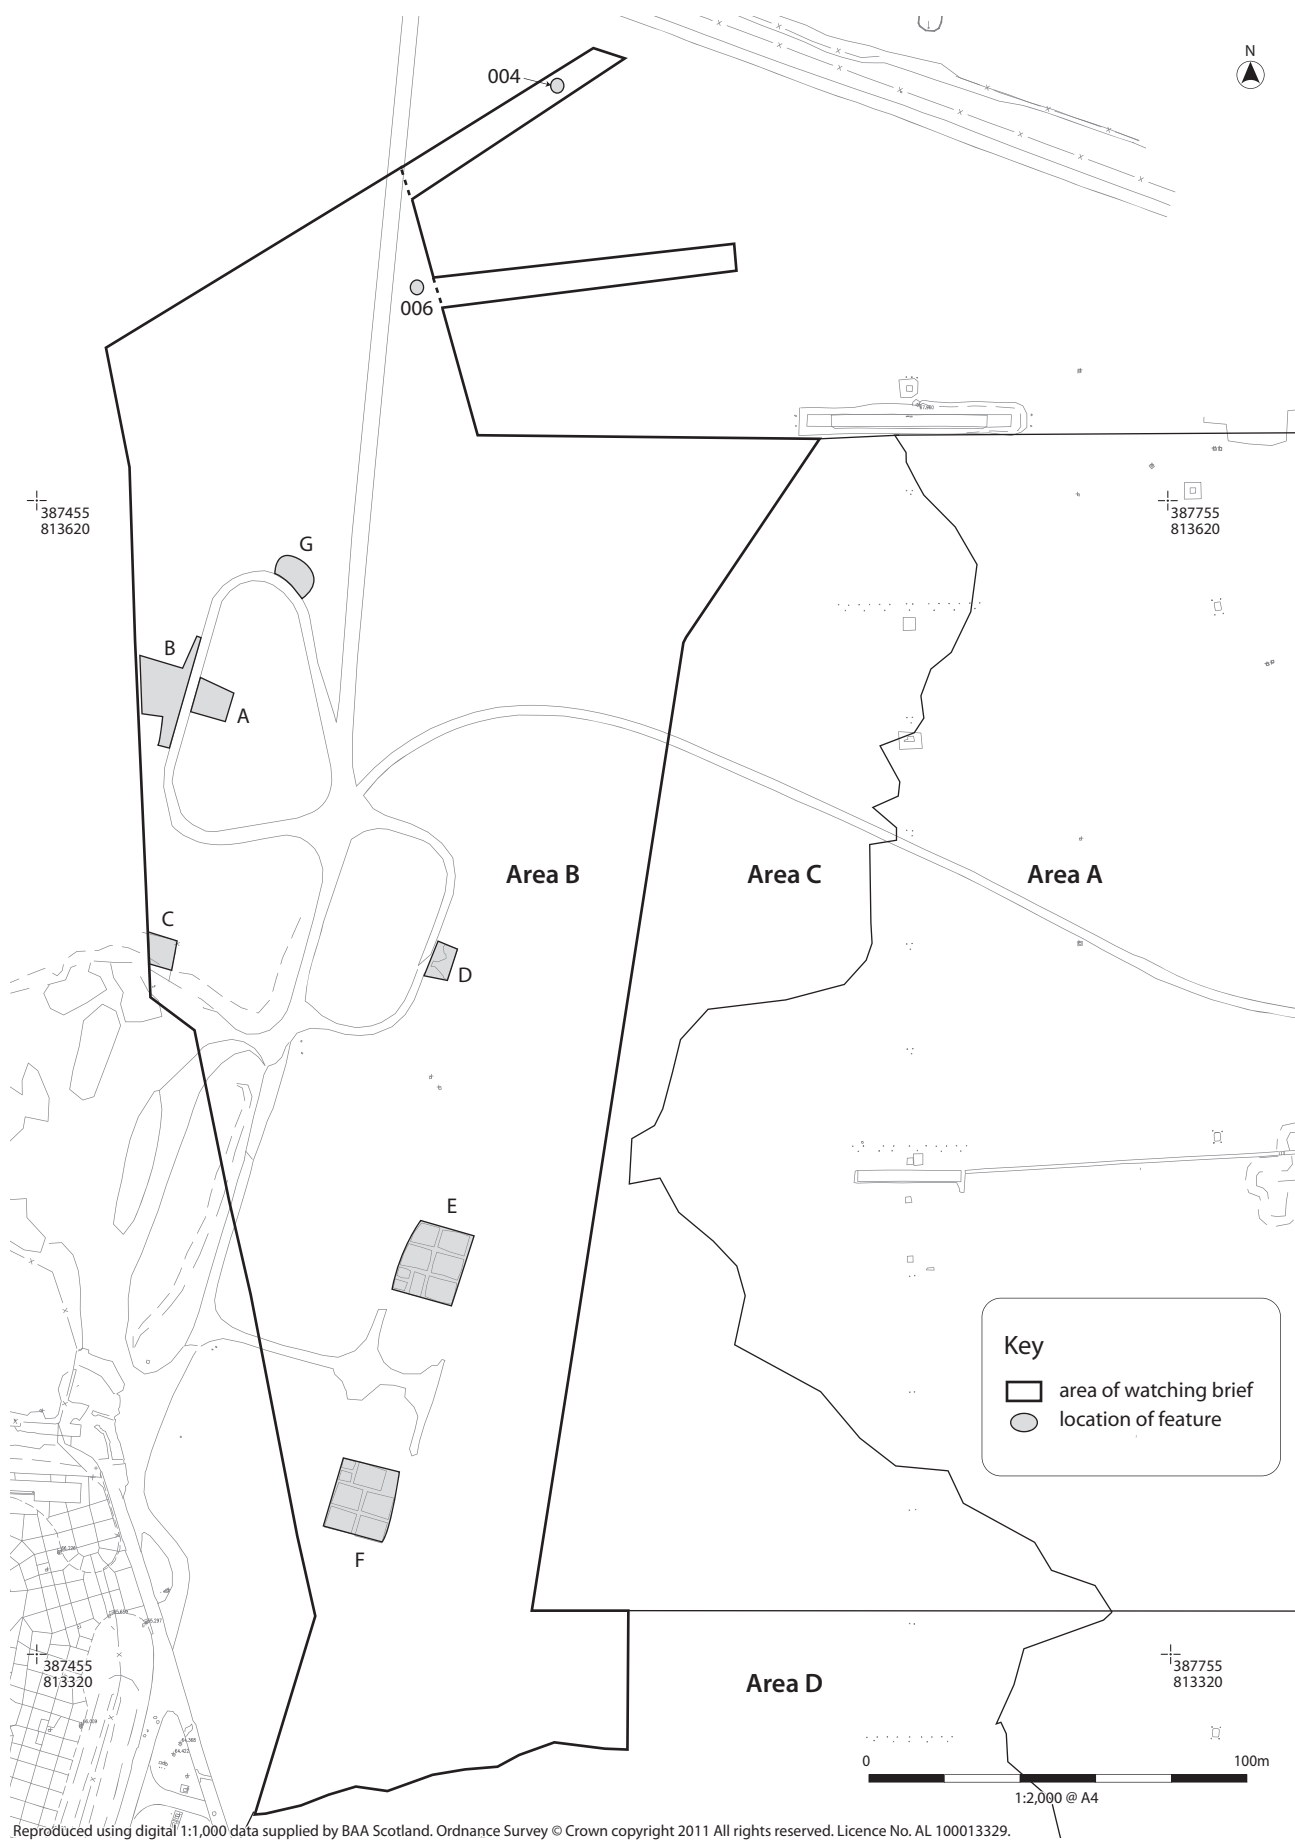 004
N
006
387455
813620
387755
813620
G
B
A
Area B
Area C
Area A
C
D
E
Key
area of watching brief
location of feature
F
387455
813320
Area D
387755
813320
0
100m
1:2,000 @ A4
Reproduced using digital 1:1,000 data supplied by BAA Scotland. Ordnance Survey © Crown copyright 2011 All rights reserved. Licence No. AL 100013329.